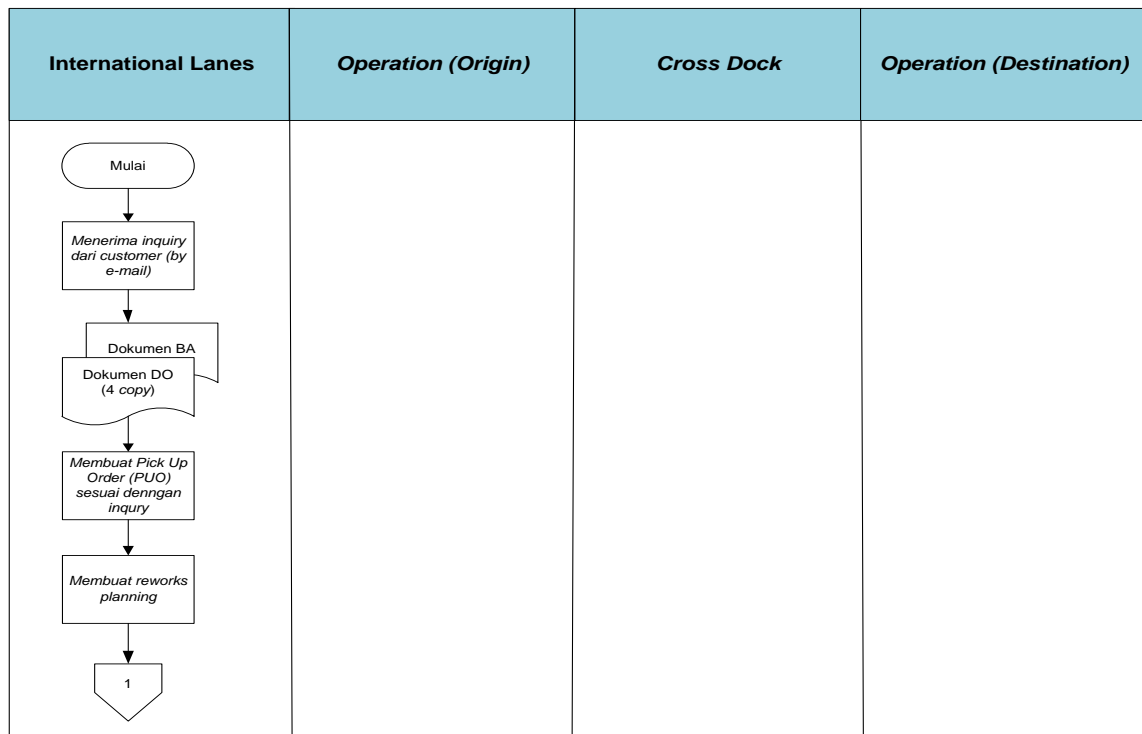 International Lanes
Operation (Origin)
Cross Dock
Operation (Destination)
Mulai
Menerima inquiry
dari customer (by
e-mail)
Dokumen BA
Dokumen DO
(4 copy)
Membuat Pick Up
Order (PUO)
sesuai denngan
inqury
Membuat reworks
planning
1